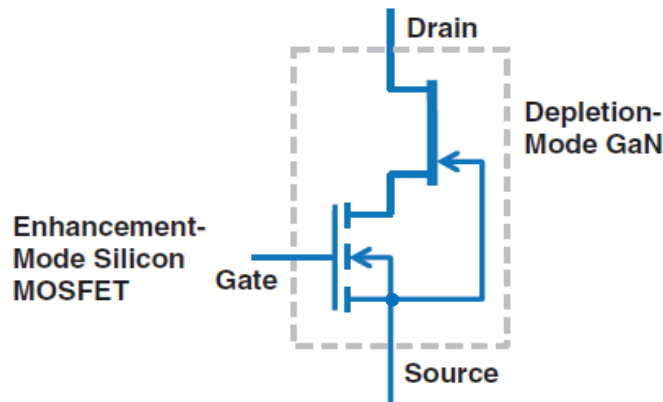 Drain
Depletion-
Mode GaN
Enhancement-
Mode Silicon
MOSFET
Gate
Source